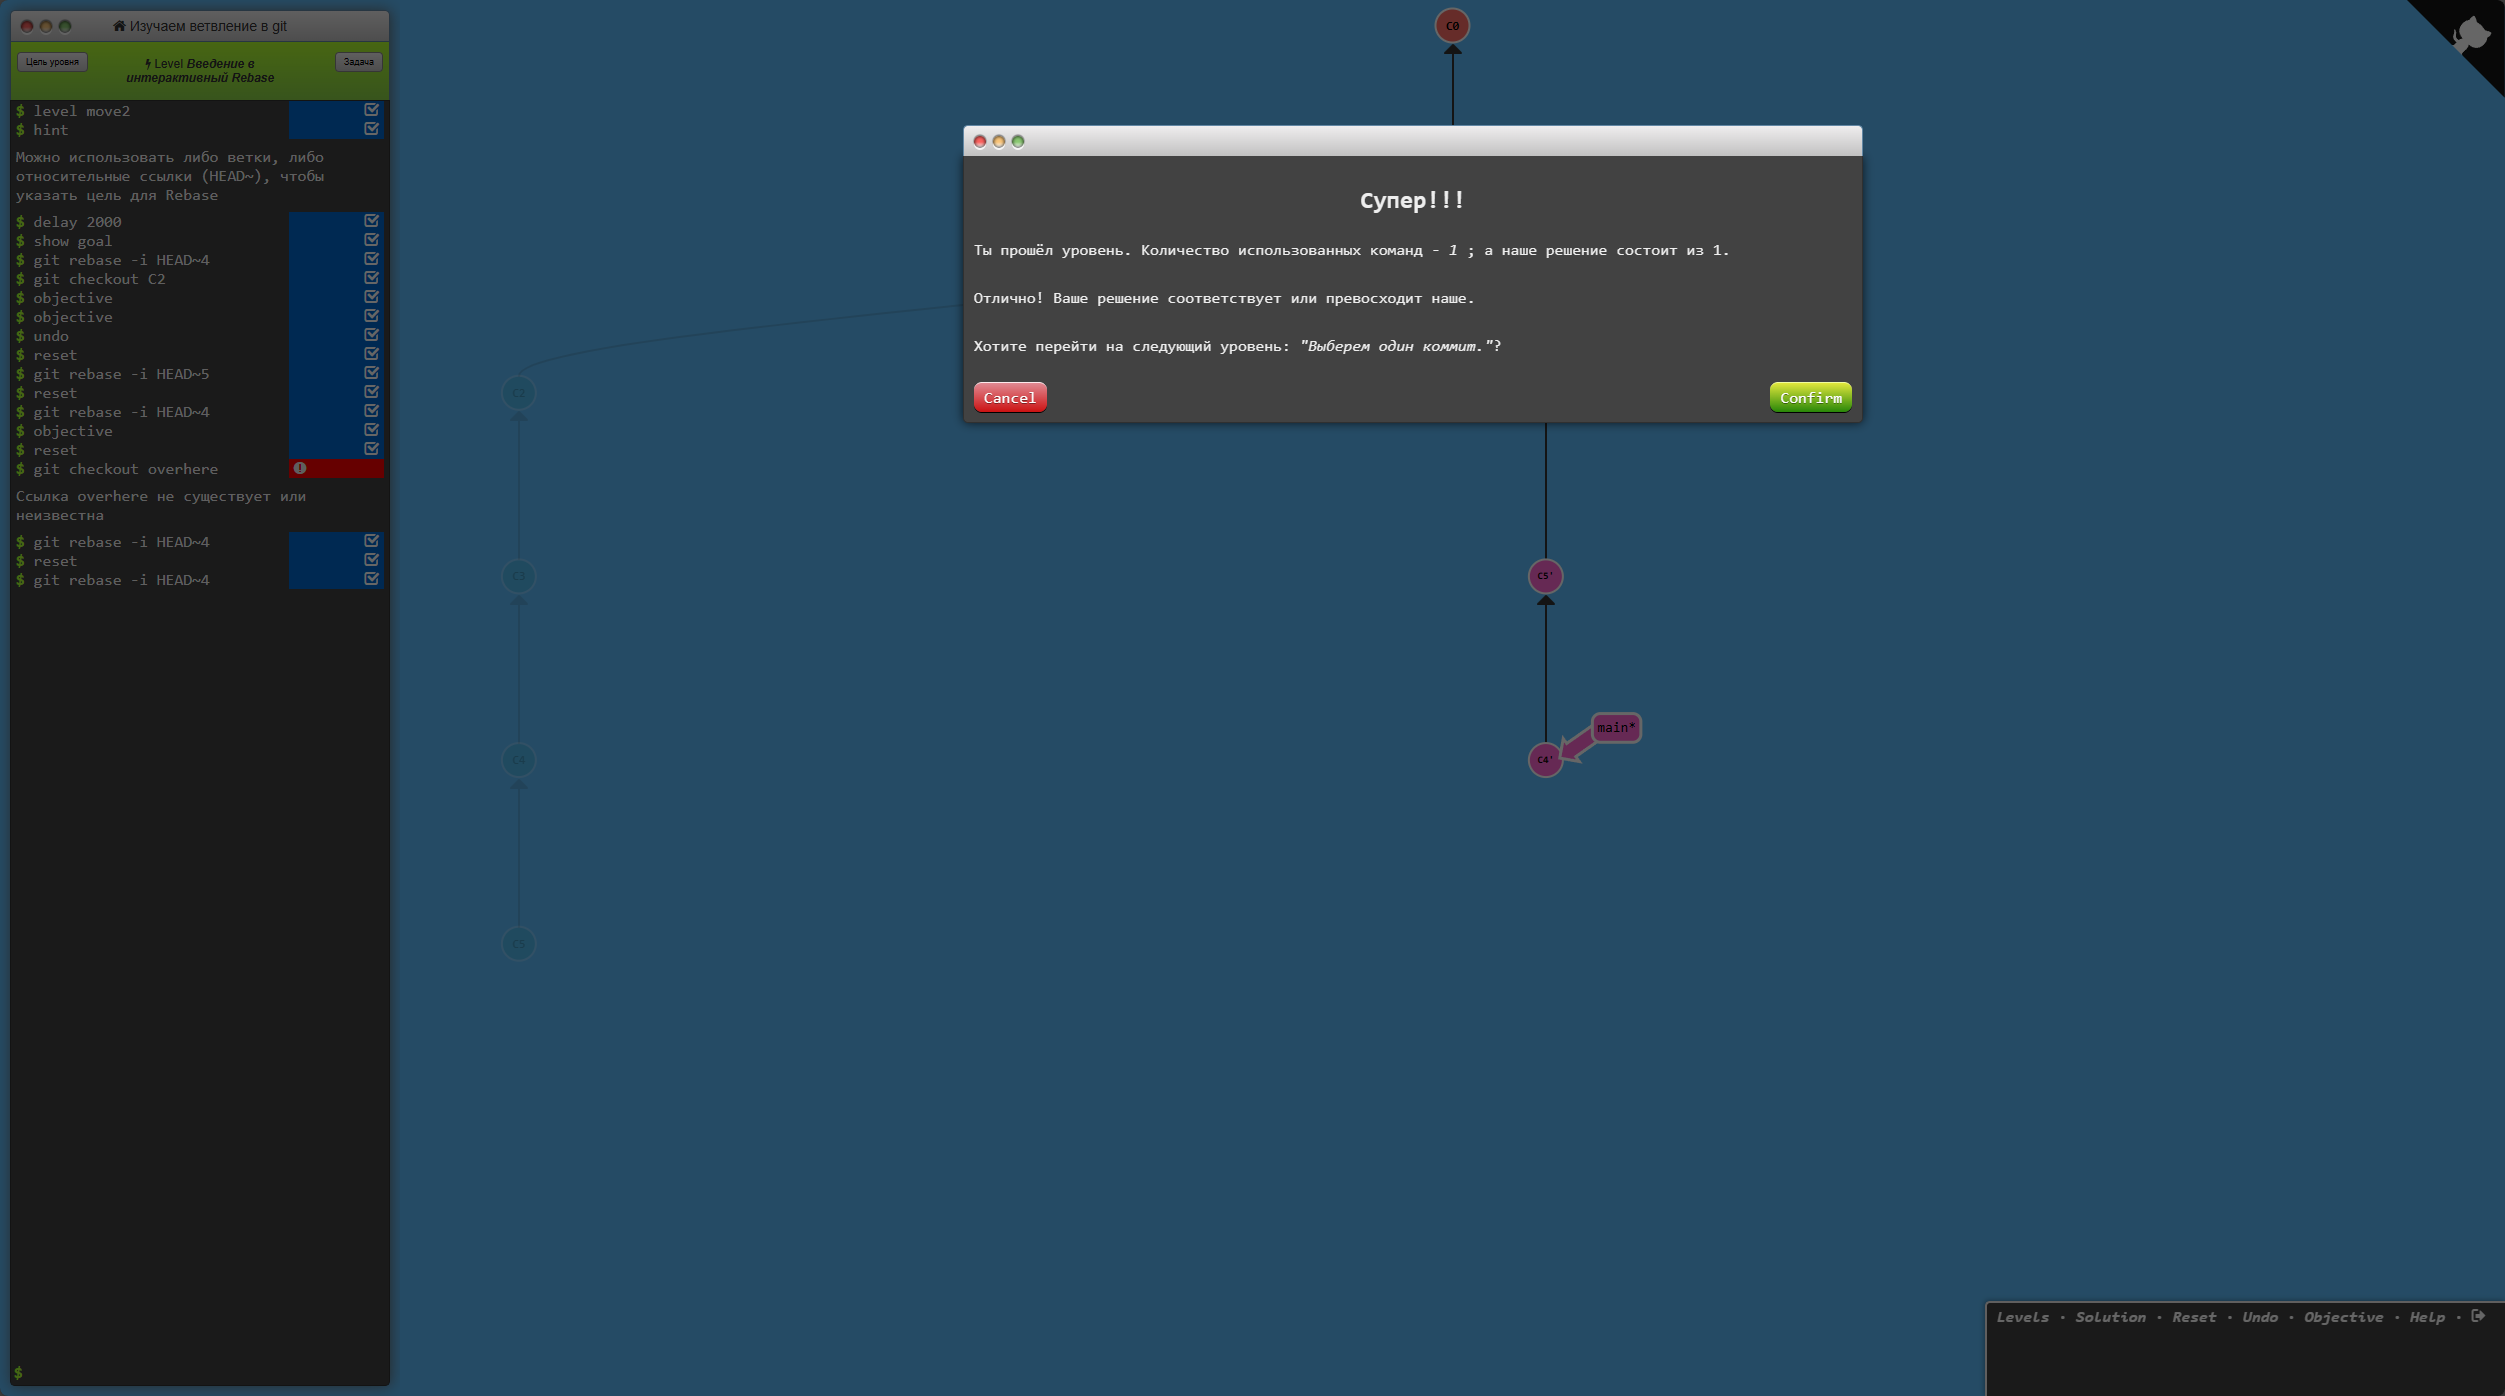 Изучаем ветвление в git
Цель уровня
Level Введение в
интерактивный Rebase
Задача
$ level move2
$ hint
Можно использовать либо ветки, либо
относительные ссылки (HEAD~), чтобы
указать цель для Rebase
$ delay 2000
$ show goal
$ git rebase -i HEAD~4
$ git checkout C2
$ objective
$ objective
$ undo
$ reset
$ git rebase -i HEAD~5
$ reset
$ git rebase -i HEAD~4
$ objective
$ reset
$ git checkout overhere
Ссылка overhere не существует или
неизвестна
$ git rebase -i HEAD~4
$ reset
$ git rebase -i HEAD~4
$
C0
Супер!!!
Ты прошёл уровень. Количество использованных команд - 1 ; а наше решение состоит из 1.
Отлично! Ваше решение соответствует или превосходит наше.
Хотите перейти на следующий уровень: "Выберем один коммит."?
Cancel
Confirm
C2
C3
C5'
main*
C4
C4'
C5
Levels · Solution · Reset · Undo · Objective · Help ·